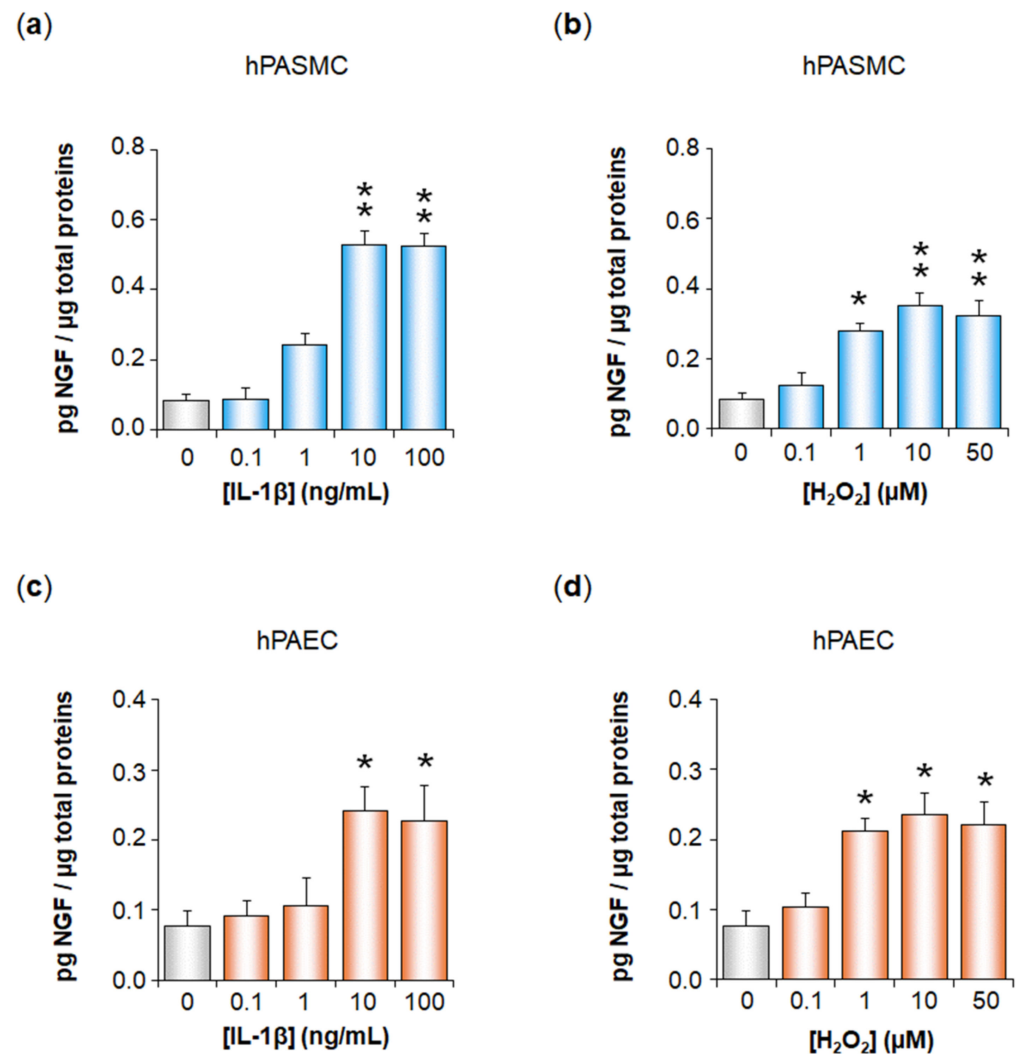 (a)
hPASMC
pg NGF / µg total proteins
0.8
0.6
0.4
0.2
0.0
**
**
0 0.1 1 10 100
[IL-1β] (ng/mL)
(b)
hPASMC
pg NGF / µg total proteins
0.8
0.6
0.4
0.2
0.0
*
**
**
0 0.1 1 10 50
[H₂O₂] (µM)
(c)
hPAEC
pg NGF / µg total proteins
0.4
0.3
0.2
0.1
0.0
* *
0 0.1 1 10 100
[IL-1β] (ng/mL)
(d)
hPAEC
pg NGF / µg total proteins
0.4
0.3
0.2
0.1
0.0
* * *
0 0.1 1 10 50
[H₂O₂] (µM)